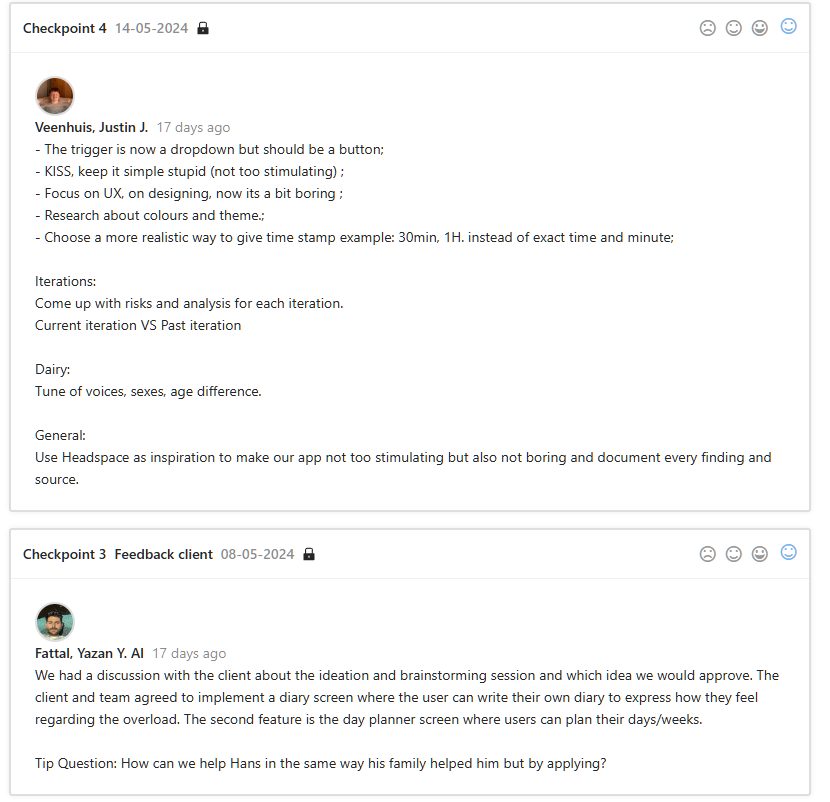 Checkpoint 4 14-05-2024
Veenhuis, Justin J. 17 days ago
- The trigger is now a dropdown but should be a button;
- KISS, keep it simple stupid (not too stimulating) ;
- Focus on UX, on designing, now its a bit boring ;
- Research about colours and theme.;
- Choose a more realistic way to give time stamp example: 30min, 1H. instead of exact time and minute;
Iterations:
Come up with risks and analysis for each iteration.
Current iteration VS Past iteration
Dairy:
Tune of voices, sexes, age difference.
General:
Use Headspace as inspiration to make our app not too stimulating but also not boring and document every finding and
source.
Checkpoint 3 Feedback client 08-05-2024
Fattal, Yazan Y. Al 17 days ago
We had a discussion with the client about the ideation and brainstorming session and which idea we would approve. The
client and team agreed to implement a diary screen where the user can write their own diary to express how they feel
regarding the overload. The second feature is the day planner screen where users can plan their days/weeks.
Tip Question: How can we help Hans in the same way his family helped him but by applying?